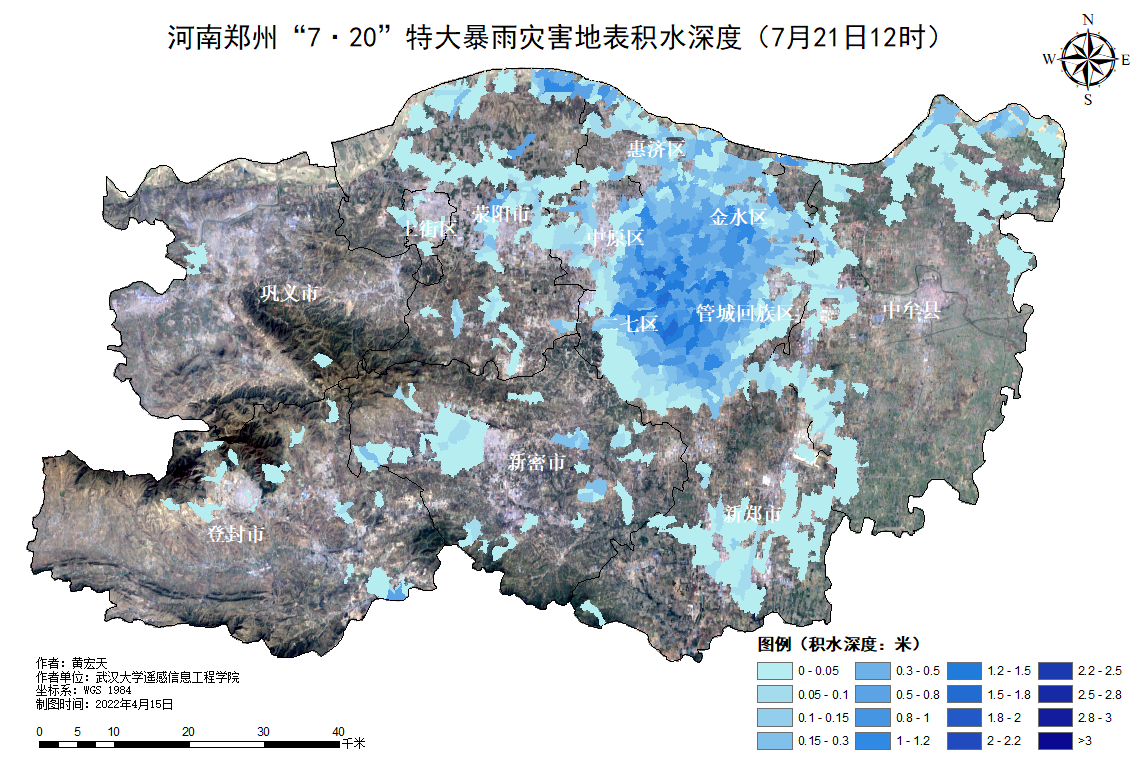 河南郑州“7·20”特大暴雨灾害地表积水深度（7月21日12时）
N
W E
S
惠济区
荥阳市
金水区
上街区
中原区
巩义市
中牟县
管城回族区
二七区
新密市
新郑市
登封市
图例（积水深度：米）
0 - 0.05 0.3 - 0.5 1.2 - 1.5 2.2 - 2.5
0.05 - 0.1 0.5 - 0.8 1.5 - 1.8 2.5 - 2.8
0.1 - 0.15 0.8 - 1 1.8 - 2 2.8 - 3
0.15 - 0.3 1 - 1.2 2 - 2.2 >3
作者：黄宏天
作者单位：武汉大学遥感信息工程学院
坐标系：WGS 1984
制图时间：2022年4月15日
0 5 10 20 30 40
千米